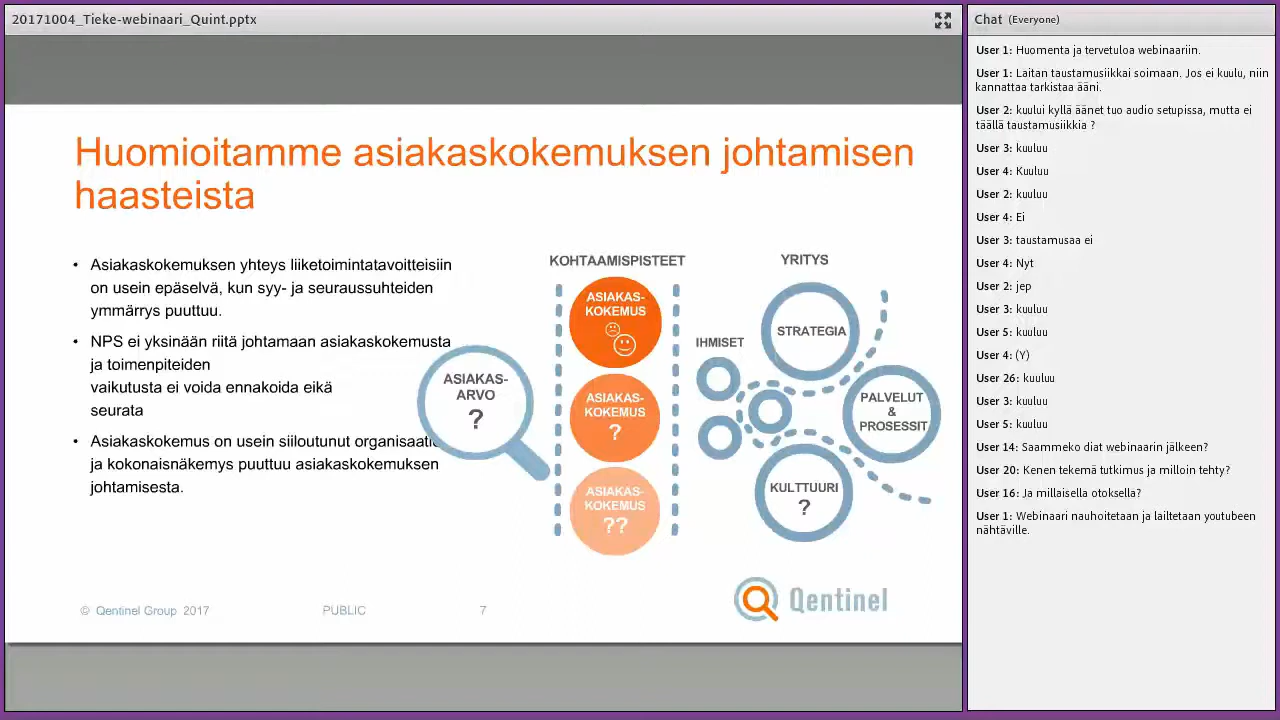 20171004_Tieke-webinaari_Quint.pptx
Huomioitamme asiakaskokemuksen johtamisen
haasteista
• Asiakaskokemuksen yhteys liiketoimintatavoitteisiin
on usein epäselvä, kun syy- ja seuraussuhteiden
ymmärrys puuttuu.
• NPS ei yksinään riitä johtamaan asiakaskokemusta
ja toimenpiteiden
vaikutusta ei voida ennakoida eikä
seurata
• Asiakaskokemus on usein siiloutunut
ja kokonaisnäkemys puuttuu asiakaskokemuksen
johtamisesta.
ASIAKAS-
ARVO
?
KOHTAAMISPISTEET
ASIAKAS-
KOKEMUS
ASIAKAS-
KOKEMUS
?
ASIAKAS-
KOKEMUS
??
YRITYS
IHMISET
STRATEGIA
PALVELUT
&
PROSESSIT
KULTTUURI
?
© Qentinel Group 2017
PUBLIC
7
Qentinel
Chat (Everyone)
User 1: Huomenta ja tervetuloa webinaariin.
User 1: Laitan taustamusiikkai soimaan. Jos ei kuulu, niin
kannattaa tarkistaa ääni.
User 2: kuului kyllä äänet tuo audio setupissa, mutta ei
täällä taustamusiikkia ?
User 3: kuuluu
User 4: Kuuluu
User 2: kuuluu
User 4: Ei
User 3: taustamusaa ei
User 4: Nyt
User 2: jep
User 3: kuuluu
User 5: kuuluu
User 4: (Y)
User 26: kuuluu
User 3: kuuluu
User 5: kuuluu
User 14: Saammeko diat webinaarin jälkeen?
User 20: Kenen tekemä tutkimus ja milloin tehty?
User 16: Ja millaisella otoksella?
User 1: Webinaari nauhoitetaan ja lailtetaan youtubeen
nähtäville.